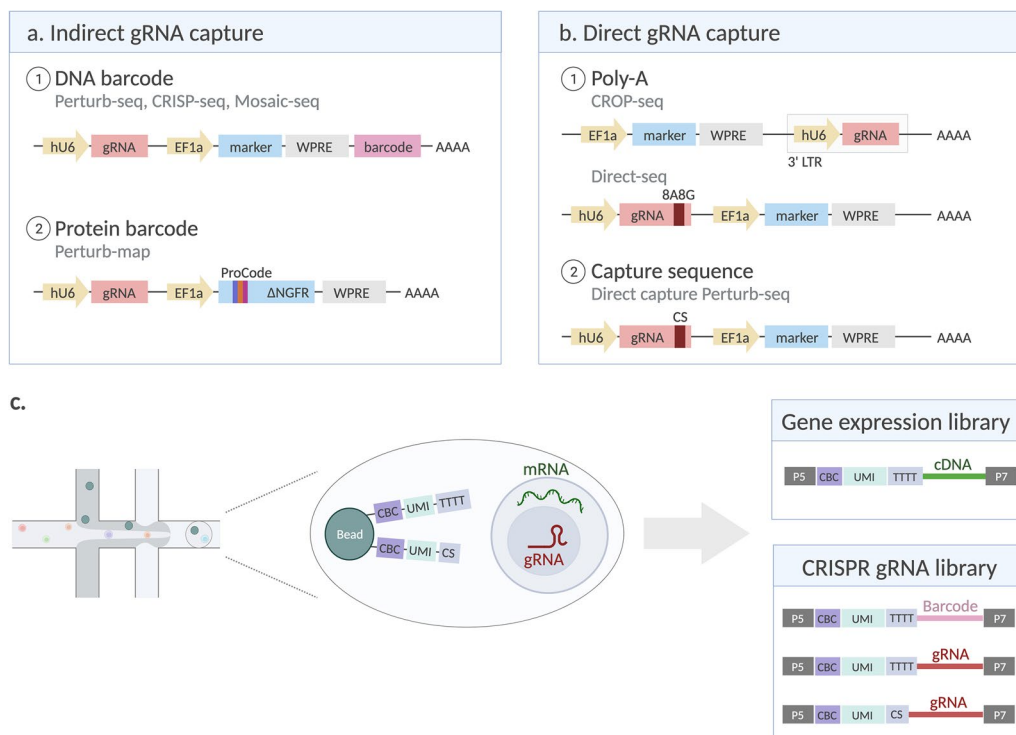 a. Indirect gRNA capture
1 DNA barcode
Perturb-seq, CRISP-seq, Mosaic-seq
hU6 gRNA EF1a marker WPRE barcode AAAA
2 Protein barcode
Perturb-map
ProCode
hU6 gRNA EF1a ΔNGFR WPRE AAAA
b. Direct gRNA capture
1 Poly-A
CROP-seq
EF1a marker WPRE hU6 gRNA AAAA
3' LTR
Direct-seq
8A8G
hU6 gRNA EF1a marker WPRE AAAA
2 Capture sequence
Direct capture Perturb-seq
CS
hU6 gRNA EF1a marker WPRE AAAA
c.
Bead
CBC UMI TTTT
CBC UMI CS
mRNA
gRNA
Gene expression library
cDNA
P5 CBC UMI TTTT P7
CRISPR gRNA library
Barcode
P5 CBC UMI TTTT P7
gRNA
P5 CBC UMI TTTT P7
gRNA
P5 CBC UMI CS P7